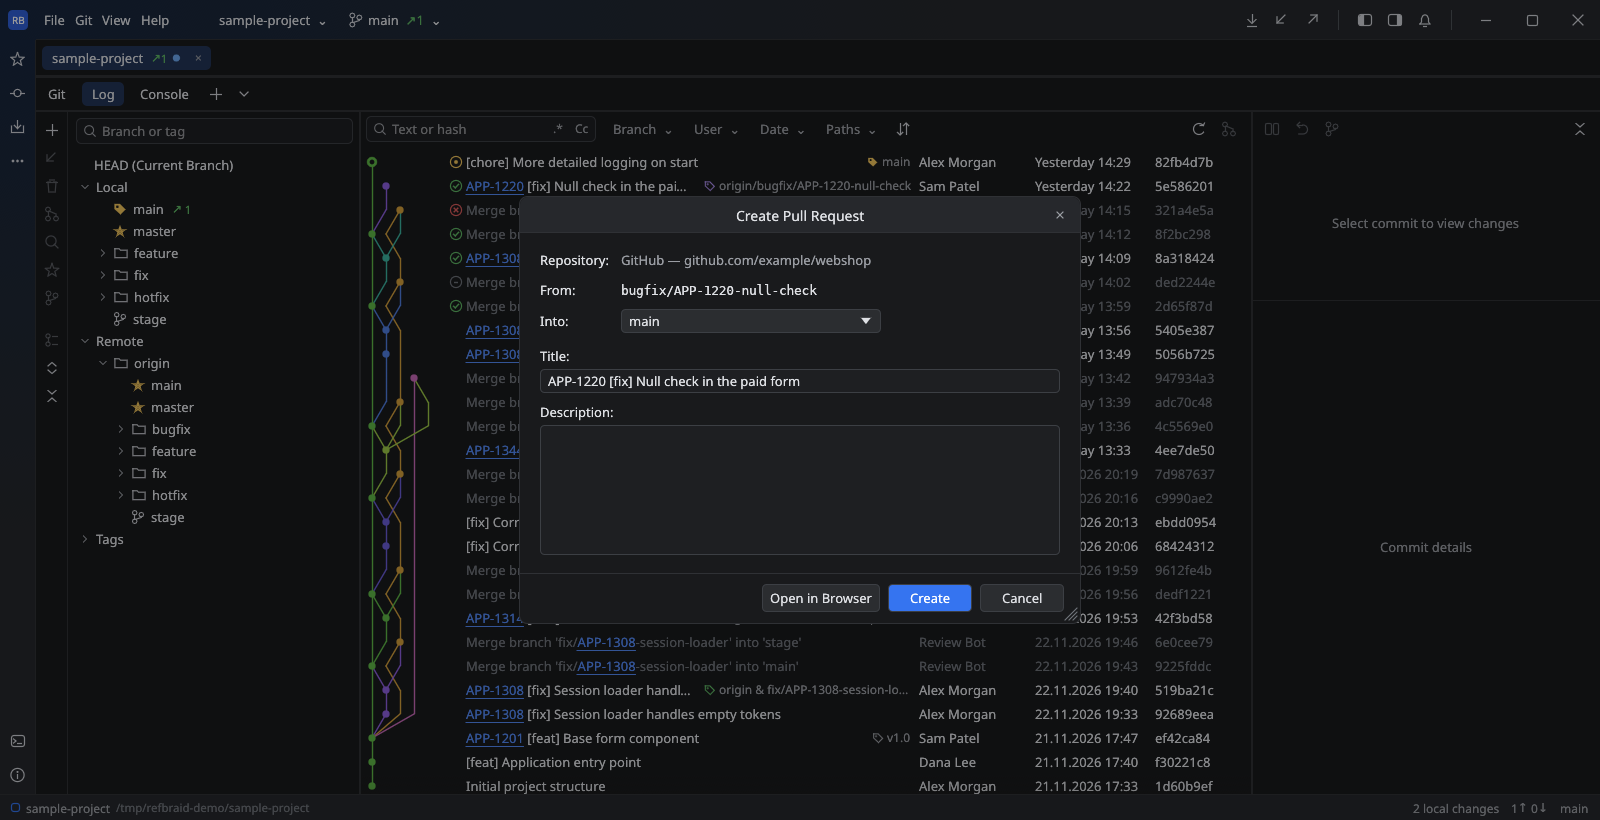 RB File Git View Help sample-project main ↗1
sample-project ↗1 ×
Git Log Console
Branch or tag
HEAD (Current Branch)
Local
main ↗ 1
master
feature
fix
hotfix
stage
Remote
origin
main
master
bugfix
feature
fix
hotfix
stage
Tags
Text or hash .* Cc Branch User Date Paths
[chore] More detailed logging on start main Alex Morgan Yesterday 14:29 82fb4d7b
APP-1220 [fix] Null check in the pai... origin/bugfix/APP-1220-null-check Sam Patel Yesterday 14:22 5e586201
Merge br ay 14:15 321a4e5a
Merge br ay 14:12 8f2bc298
APP-1308 ay 14:09 8a318424
Merge br ay 14:02 ded2244e
Merge br ay 13:59 2d65f87d
APP-1308 ay 13:56 5405e387
APP-1308 ay 13:49 5056b725
Merge br ay 13:42 947934a3
Merge br ay 13:39 adc70c48
Merge br ay 13:36 4c5569e0
APP-1344 ay 13:33 4ee7de50
Merge br 026 20:19 7d987637
Merge br 026 20:16 c9990ae2
[fix] Corr 026 20:13 ebdd0954
[fix] Corr 026 20:06 68424312
Merge br 026 19:59 9612fe4b
Merge br 026 19:56 dedf1221
APP-1314 026 19:53 42f3bd58
Merge branch 'fix/APP-1308-session-loader' into 'stage' Review Bot 22.11.2026 19:46 6e0cee79
Merge branch 'fix/APP-1308-session-loader' into 'main' Review Bot 22.11.2026 19:43 9225fddc
APP-1308 [fix] Session loader handl... origin & fix/APP-1308-session-lo... Alex Morgan 22.11.2026 19:40 519ba21c
APP-1308 [fix] Session loader handles empty tokens Alex Morgan 22.11.2026 19:33 92689eea
APP-1201 [feat] Base form component v1.0 Sam Patel 21.11.2026 17:47 ef42ca84
[feat] Application entry point Dana Lee 21.11.2026 17:40 f30221c8
Initial project structure Alex Morgan 21.11.2026 17:33 1d60b9ef
Create Pull Request ×
Repository: GitHub — github.com/example/webshop
From: bugfix/APP-1220-null-check
Into: main
Title:
APP-1220 [fix] Null check in the paid form
Description:
Open in Browser Create Cancel
Select commit to view changes
Commit details
sample-project /tmp/refbraid-demo/sample-project 2 local changes 1↑ 0↓ main